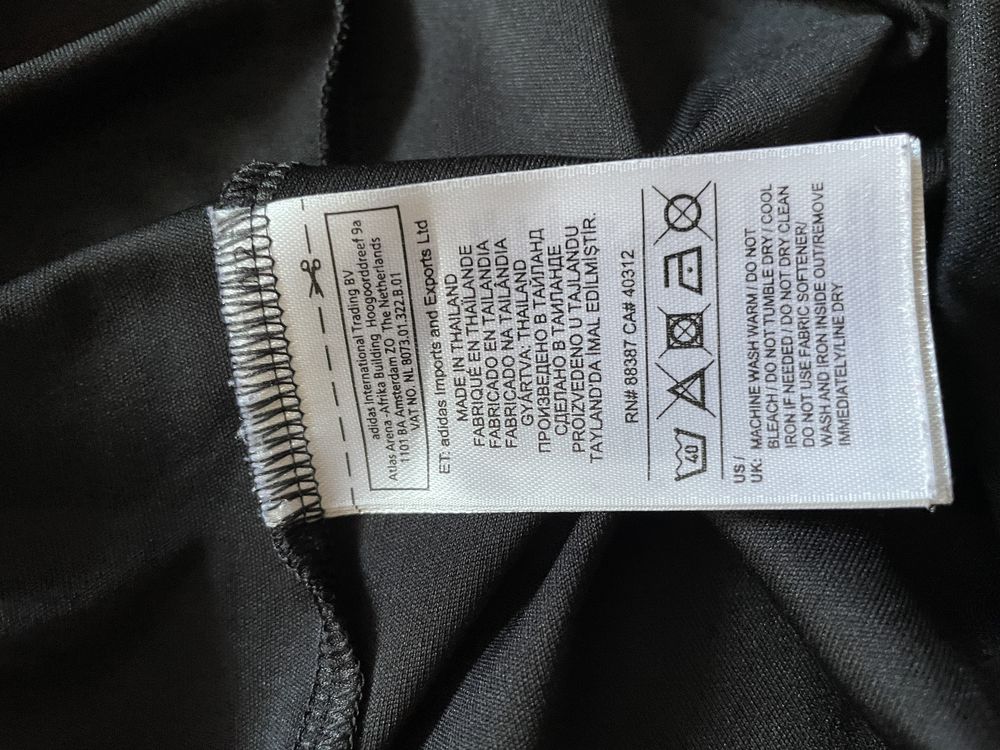 adidas International Trading BV
Atlas Arena -Afrika Building Hoogoorddreef 9a
1101 BA Amsterdam ZO The Netherlands
VAT NO. NL 8073.01.322.B.01
ET: adidas Imports and Exports Ltd
MADE IN THAILAND
FABRIQUÉ EN THAÏLANDE
FABRICADO EN TAILANDIA
FABRICADO NA TAILÂNDIA
GYÁRTVA: THAILAND
ПРОИЗВЕДЕНО В ТАЙЛАНД
СДЕЛАНО В ТАИЛАНДЕ
PROIZVEDENO U TAJLANDU
TAYLAND'DA İMAL EDİLMİŞTİR.
RN# 88387 CA# 40312
40
US /
UK: MACHINE WASH WARM / DO NOT
BLEACH / DO NOT TUMBLE DRY / COOL
IRON IF NEEDED / DO NOT DRY CLEAN
DO NOT USE FABRIC SOFTENER/
WASH AND IRON INSIDE OUT/REMOVE
IMMEDIATELY/LINE DRY